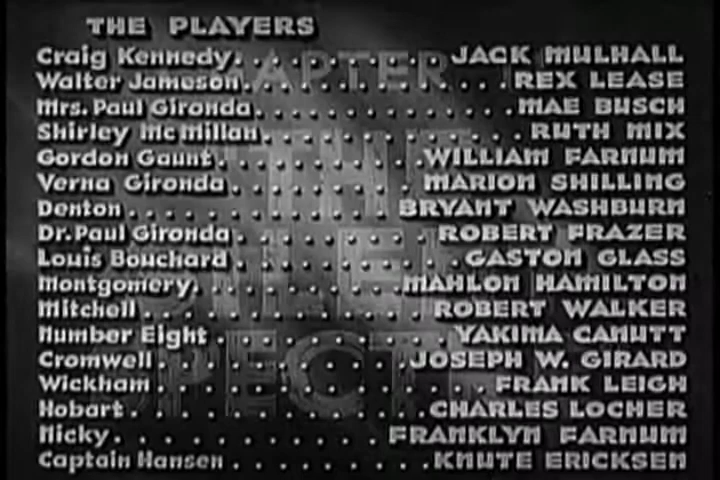 THE PLAYERS
Craig Kennedy. . . . . . . . . . . JACK MULHALL
Walter Jameson. . . . . . . . . . . . . REX LEASE
Mrs. Paul Gironda. . . . . . . . . . . . . MAE BUSCH
Shirley McMillan. . . . . . . . . . . . . RUTH MIX
Gordon Gaunt. . . . . . . . . . WILLIAM FARNUM
Verna Gironda. . . . . . . . . MARION SHILLING
Denton. . . . . . . . . . . . . BRYANT WASHBURN
Dr. Paul Gironda. . . . . . . . . ROBERT FRAZER
Louis Bouchard. . . . . . . . . . GASTON GLASS
Montgomery. . . . . . . . . . MAHLON HAMILTON
Mitchell. . . . . . . . . . . . . ROBERT WALKER
Number Eight. . . . . . . . . . YAKIMA CANUTT
Cromwell. . . . . . . . . . . JOSEPH W. GIRARD
Wickham. . . . . . . . . . . . . . FRANK LEIGH
Hobart. . . . . . . . . . . . . CHARLES LOCHER
Nicky. . . . . . . . . . . . FRANKLYN FARNUM
Captain Hansen. . . . . . . . . KNUTE ERICKSEN